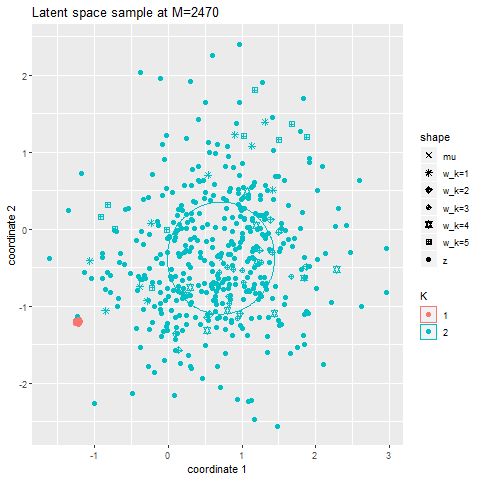 Latent space sample at M=2470
coordinate 2
2
1
0
-1
-2
-1
0
1
2
3
coordinate 1
shape
mu
w_k=1
w_k=2
w_k=3
w_k=4
w_k=5
z
K
1
2